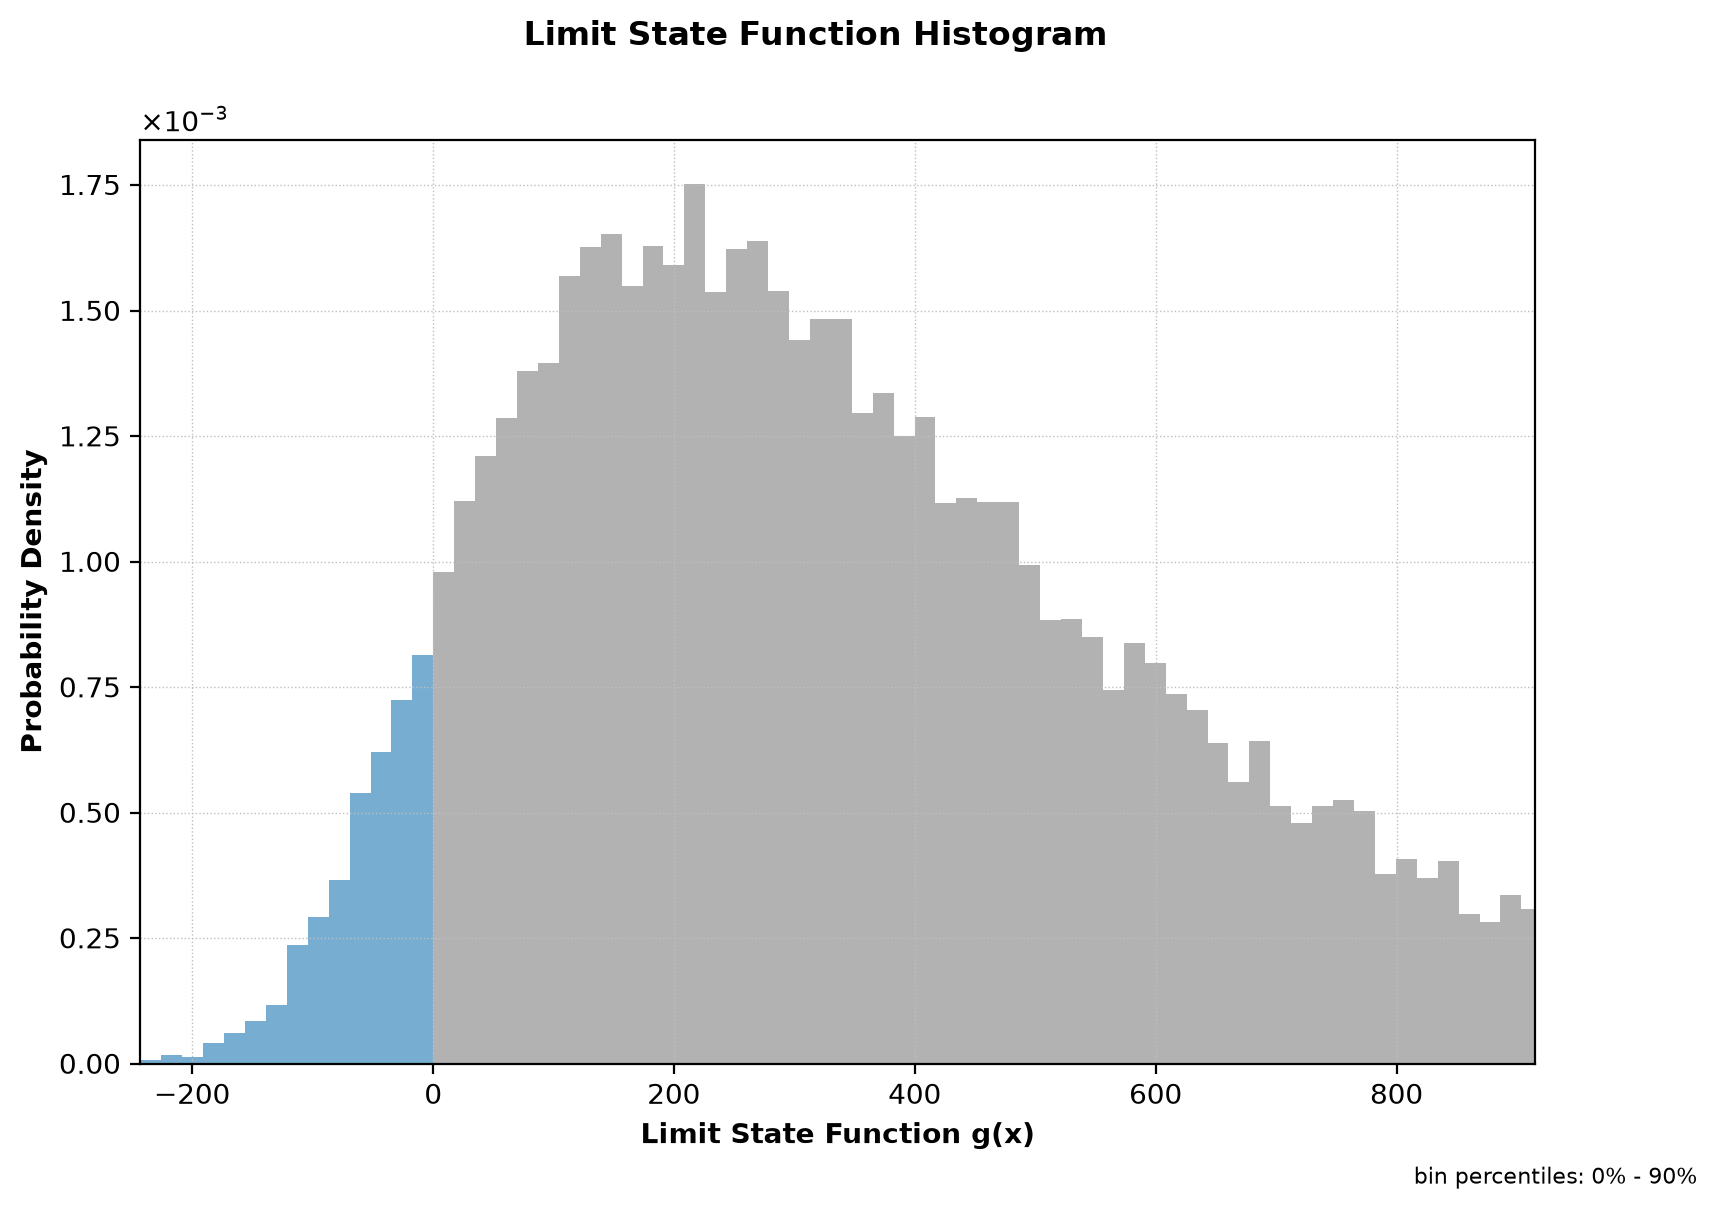 Limit State Function Histogram
×10⁻³
1.75
1.50
1.25
1.00
0.75
0.50
0.25
0.00
Probability Density
−200 0 200 400 600 800
Limit State Function g(x)
bin percentiles: 0% - 90%